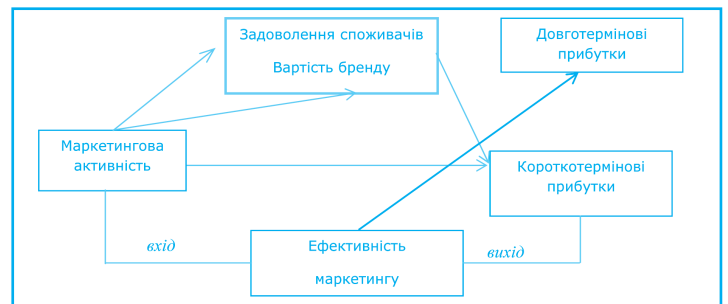 Задоволення споживачів
Вартість бренду
Довготермінові
прибутки
Маркетингова
активність
Короткотермінові
прибутки
вхід
Ефективність
маркетингу
вихід